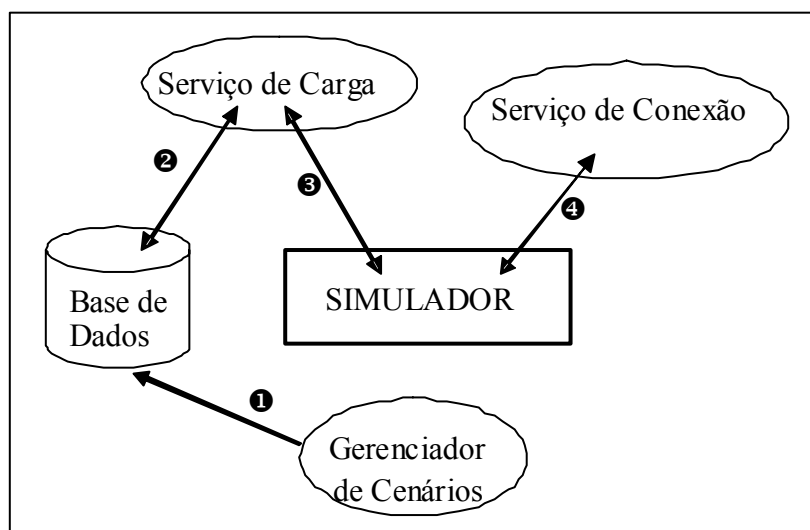 Serviço de Carga
Serviço de Conexão
❷
❸
❹
Base de
Dados
SIMULADOR
❶
Gerenciador
de Cenários